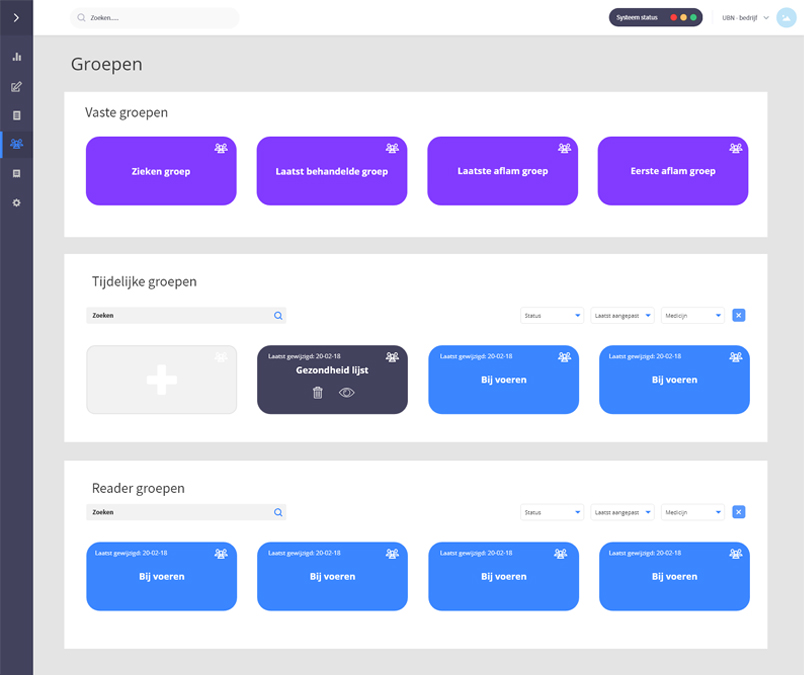 Zoeken.....
Systeem status
UBN - bedrijf
Groepen
Vaste groepen
Zieken groep
Laatst behandelde groep
Laatste aflam groep
Eerste aflam groep
Tijdelijke groepen
Zoeken
Status
Laatst aangepast
Medicijn
Laatst gewijzigd: 20-02-18
Gezondheid lijst
Laatst gewijzigd: 20-02-18
Bij voeren
Laatst gewijzigd: 20-02-18
Bij voeren
Reader groepen
Zoeken
Status
Laatst aangepast
Medicijn
Laatst gewijzigd: 20-02-18
Bij voeren
Laatst gewijzigd: 20-02-18
Bij voeren
Laatst gewijzigd: 20-02-18
Bij voeren
Laatst gewijzigd: 20-02-18
Bij voeren